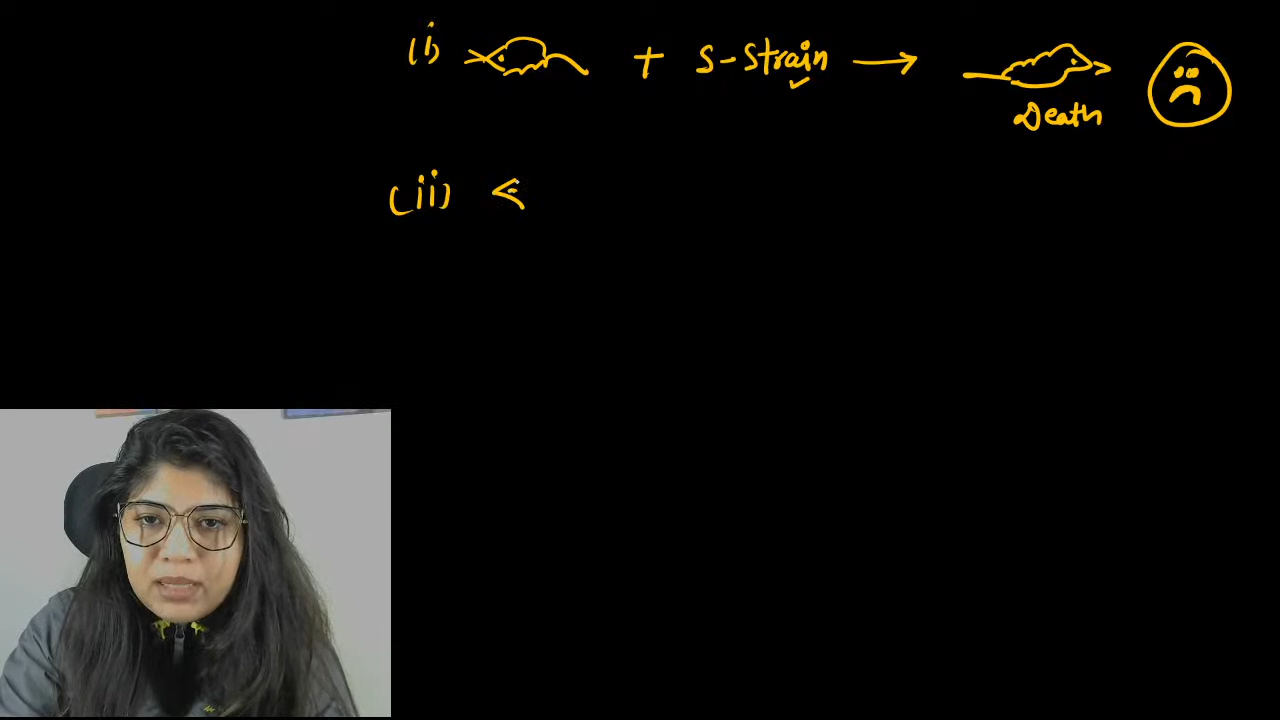 (i) + S-Strain → Death
(ii)